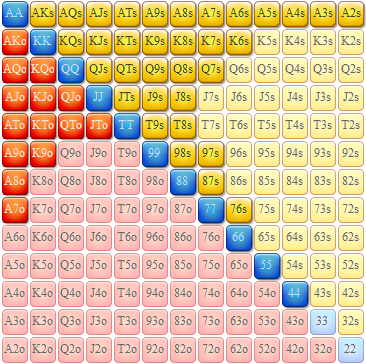 AA AKs AQs AJs ATs A9s A8s A7s A6s A5s A4s A3s A2s
AKo KK KQs KJs KTs K9s K8s K7s K6s K5s K4s K3s K2s
AQo KQo QQ QJs QTs Q9s Q8s Q7s Q6s Q5s Q4s Q3s Q2s
AJo KJo QJo JJ JTs J9s J8s J7s J6s J5s J4s J3s J2s
ATo KTo QTo JTo TT T9s T8s T7s T6s T5s T4s T3s T2s
A9o K9o Q9o J9o T9o 99 98s 97s 96s 95s 94s 93s 92s
A8o K8o Q8o J8o T8o 98o 88 87s 86s 85s 84s 83s 82s
A7o K7o Q7o J7o T7o 97o 87o 77 76s 75s 74s 73s 72s
A6o K6o Q6o J6o T6o 96o 86o 76o 66 65s 64s 63s 62s
A5o K5o Q5o J5o T5o 95o 85o 75o 65o 55 54s 53s 52s
A4o K4o Q4o J4o T4o 94o 84o 74o 64o 54o 44 43s 42s
A3o K3o Q3o J3o T3o 93o 83o 73o 63o 53o 43o 33 32s
A2o K2o Q2o J2o T2o 92o 82o 72o 62o 52o 42o 32o 22